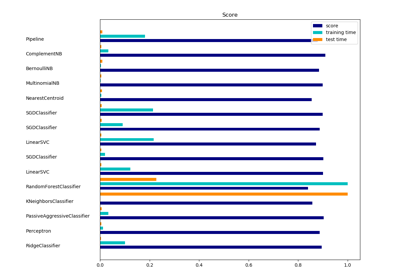 Score
score
training time
test time
Pipeline
ComplementNB
BernoulliNB
MultinomialNB
NearestCentroid
SGDClassifier
SGDClassifier
LinearSVC
SGDClassifier
LinearSVC
RandomForestClassifier
KNeighborsClassifier
PassiveAggressiveClassifier
Perceptron
RidgeClassifier
0.0 0.2 0.4 0.6 0.8 1.0